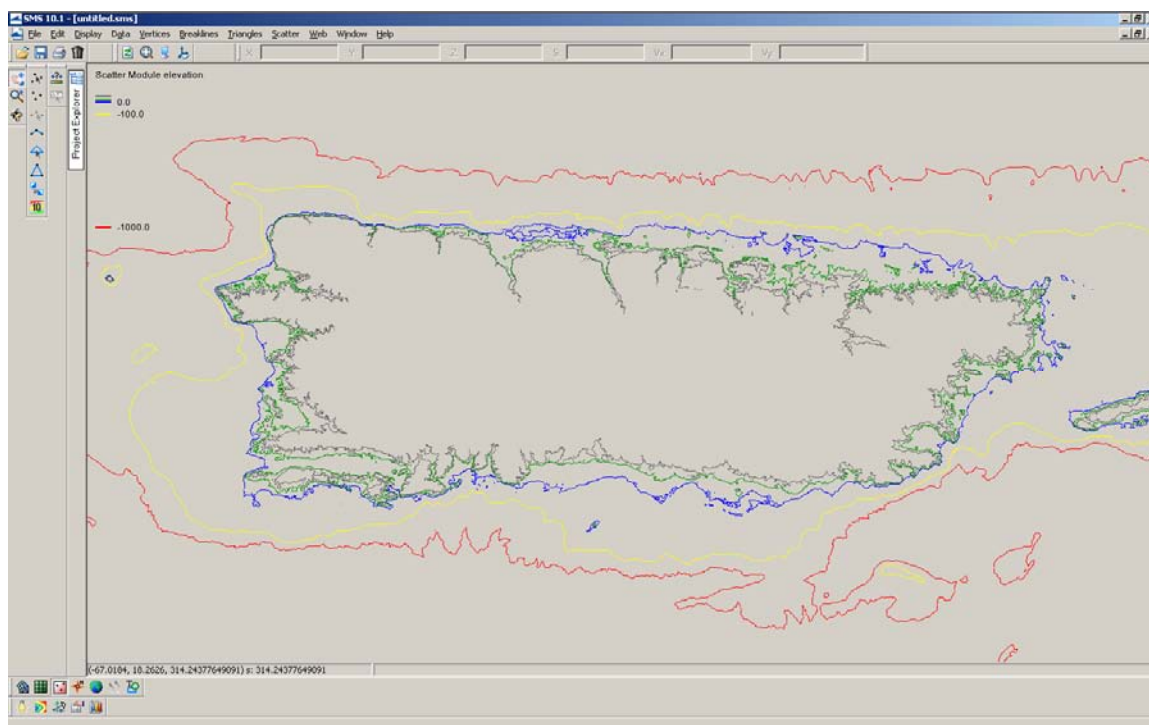 SMS 10.1 - [untitled.sms]
File Edit Display Data Vertices Breaklines Triangles Scatter Web Window Help
X Y Z S Vx Vy
Scatter Module elevation
0.0
-100.0
Project Explorer
-1000.0
(-67.0184, 18.2626, 314.24377649091) s: 314.24377649091